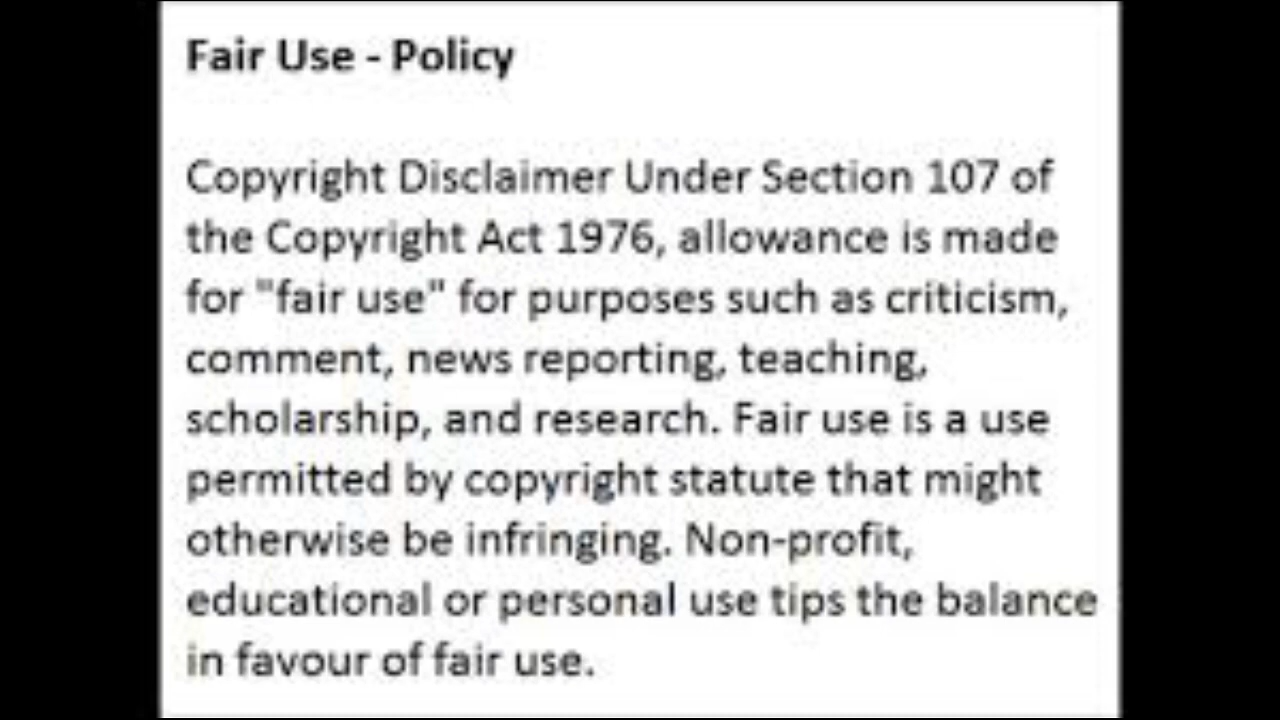 Fair Use - Policy
Copyright Disclaimer Under Section 107 of
the Copyright Act 1976, allowance is made
for "fair use" for purposes such as criticism,
comment, news reporting, teaching,
scholarship, and research. Fair use is a use
permitted by copyright statute that might
otherwise be infringing. Non-profit,
educational or personal use tips the balance
in favour of fair use.